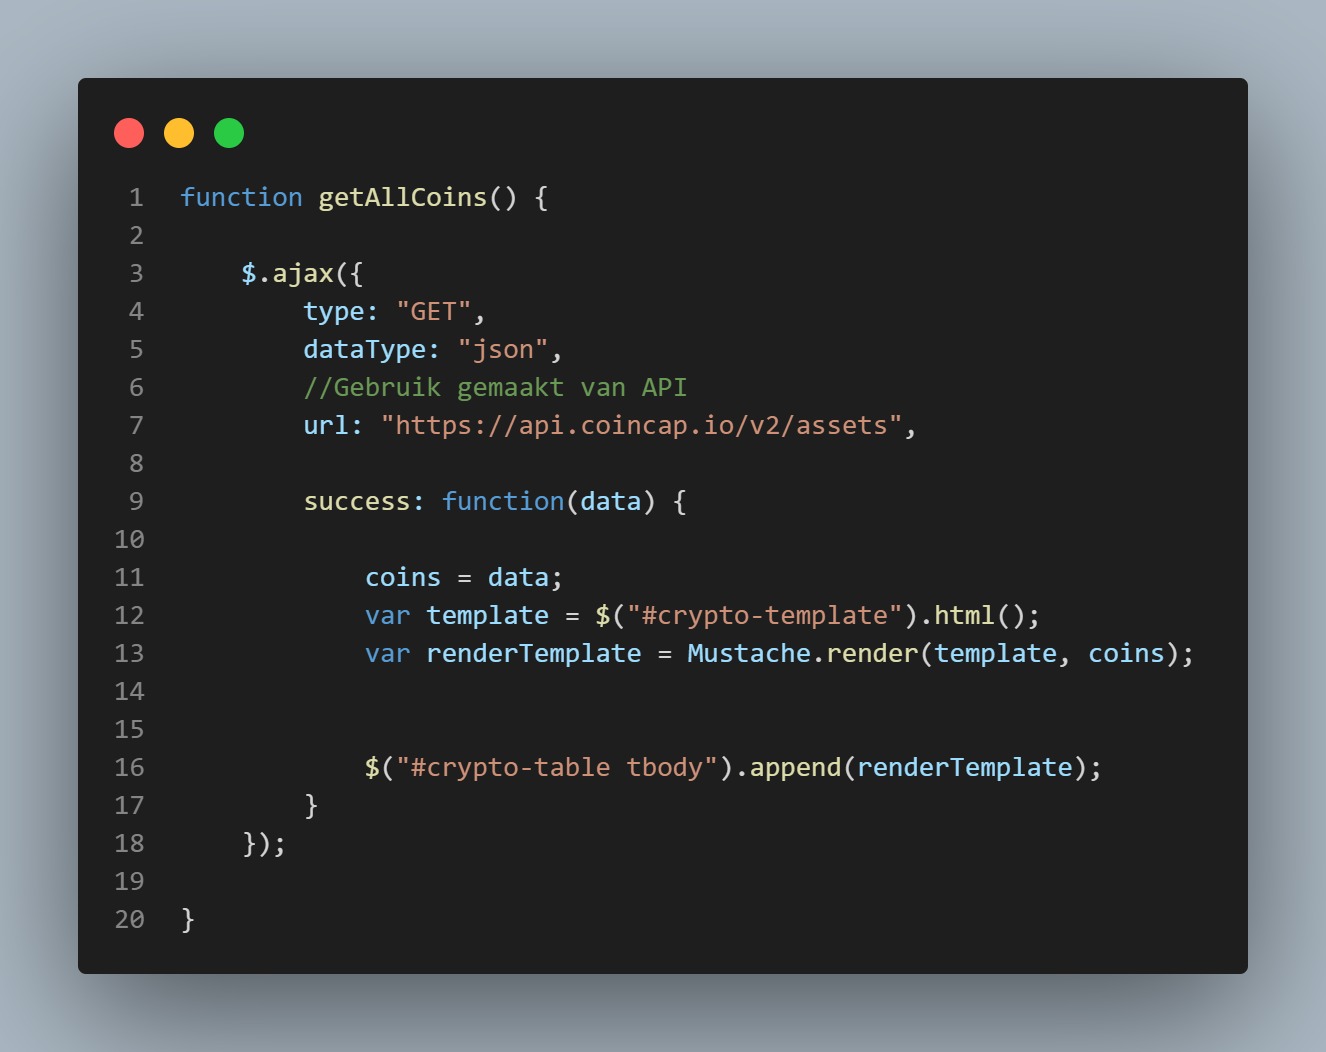 1 function getAllCoins() {
2
3 $.ajax({
4 type: "GET",
5 dataType: "json",
6 //Gebruik gemaakt van API
7 url: "https://api.coincap.io/v2/assets",
8
9 success: function(data) {
10
11 coins = data;
12 var template = $("#crypto-template").html();
13 var renderTemplate = Mustache.render(template, coins);
14
15
16 $("#crypto-table tbody").append(renderTemplate);
17 }
18 });
19
20 }